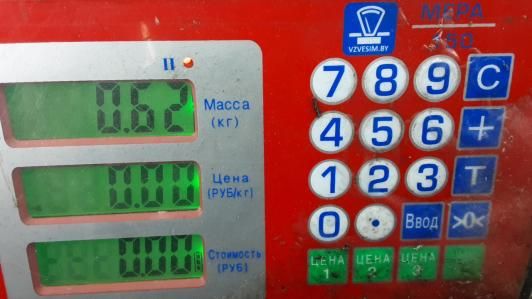 VZVESIM.BY
МЕРА
0.62
Масса
(кг)
0.00
Цена
(РУБ/кг)
0.00
Стоимость
(РУБ)
7 8 9 C
4 5 6 +
1 2 3 T
0 • Ввод >0<
ЦЕНА 1 ЦЕНА 2 ЦЕНА 3